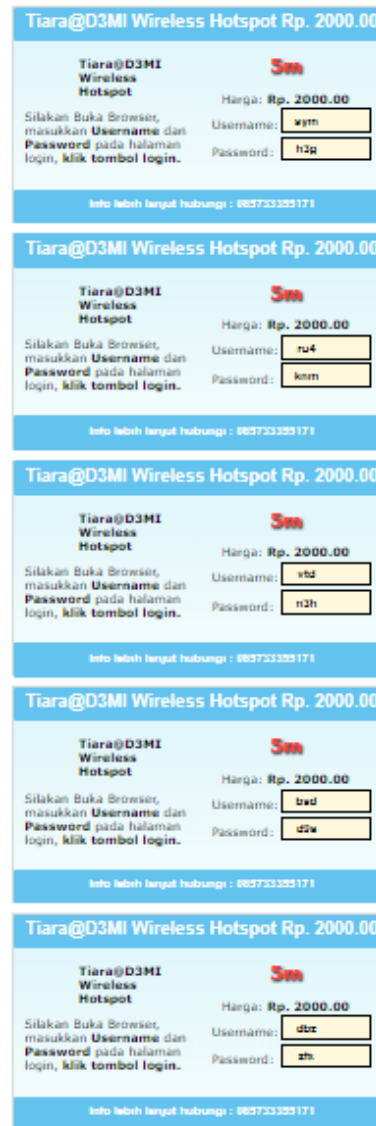 Tiara@D3MI Wireless Hotspot Rp. 2000.00
Tiara@D3MI
Wireless
Hotspot
Silakan Buka Browser,
masukkan Username dan
Password pada halaman
login, klik tombol login.
5m
Harga: Rp. 2000.00
Username:
Password: h3g
Info lebih lanjut hubungi : 085733355171
Tiara@D3MI Wireless Hotspot Rp. 2000.00
Tiara@D3MI
Wireless
Hotspot
Silakan Buka Browser,
masukkan Username dan
Password pada halaman
login, klik tombol login.
5m
Harga: Rp. 2000.00
Username: ru4
Password: knm
Info lebih lanjut hubungi : 085733355171
Tiara@D3MI Wireless Hotspot Rp. 2000.00
Tiara@D3MI
Wireless
Hotspot
Silakan Buka Browser,
masukkan Username dan
Password pada halaman
login, klik tombol login.
5m
Harga: Rp. 2000.00
Username: vtd
Password: n3h
Info lebih lanjut hubungi : 085733355171
Tiara@D3MI Wireless Hotspot Rp. 2000.00
Tiara@D3MI
Wireless
Hotspot
Silakan Buka Browser,
masukkan Username dan
Password pada halaman
login, klik tombol login.
5m
Harga: Rp. 2000.00
Username:
Password:
Info lebih lanjut hubungi : 085733355171
Tiara@D3MI Wireless Hotspot Rp. 2000.00
Tiara@D3MI
Wireless
Hotspot
Silakan Buka Browser,
masukkan Username dan
Password pada halaman
login, klik tombol login.
5m
Harga: Rp. 2000.00
Username: dbz
Password:
Info lebih lanjut hubungi : 085733355171